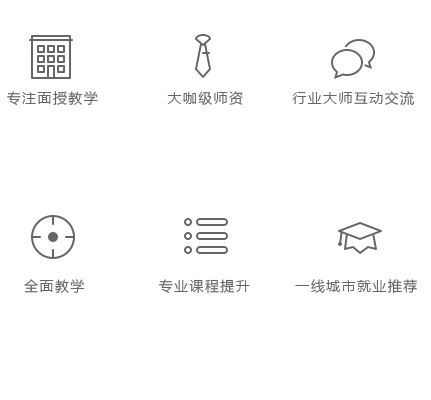 专注面授教学
大咖级师资
行业大师互动交流
全面教学
专业课程提升
一线城市就业推荐